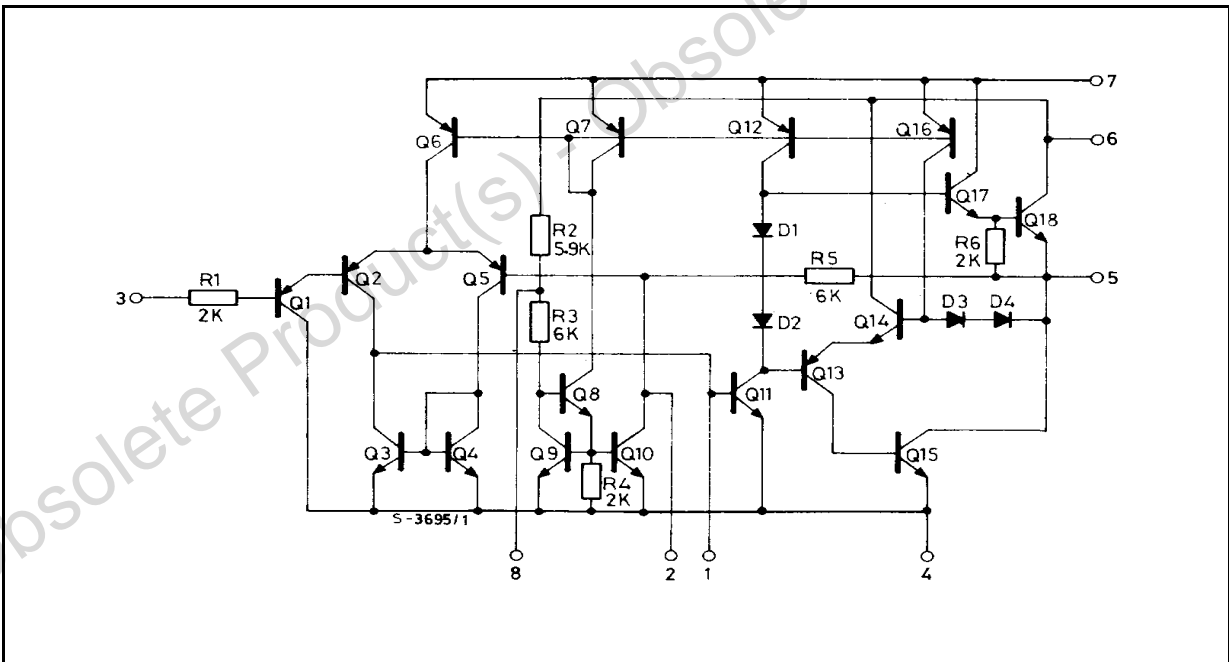 Obsolete Product(s) - Obsolete
7
Q6
Q7
Q12
Q16
6
Q17
Q18
R2
5.9K
D1
R6
2K
R1
2K
3
Q1
Q2
Q5
R5
6K
5
R3
6K
D2
Q14
D3
D4
Q8
Q11
Q13
Q3
Q4
Q9
Q10
R4
2K
Q15
S-3695/1
8
2
1
4